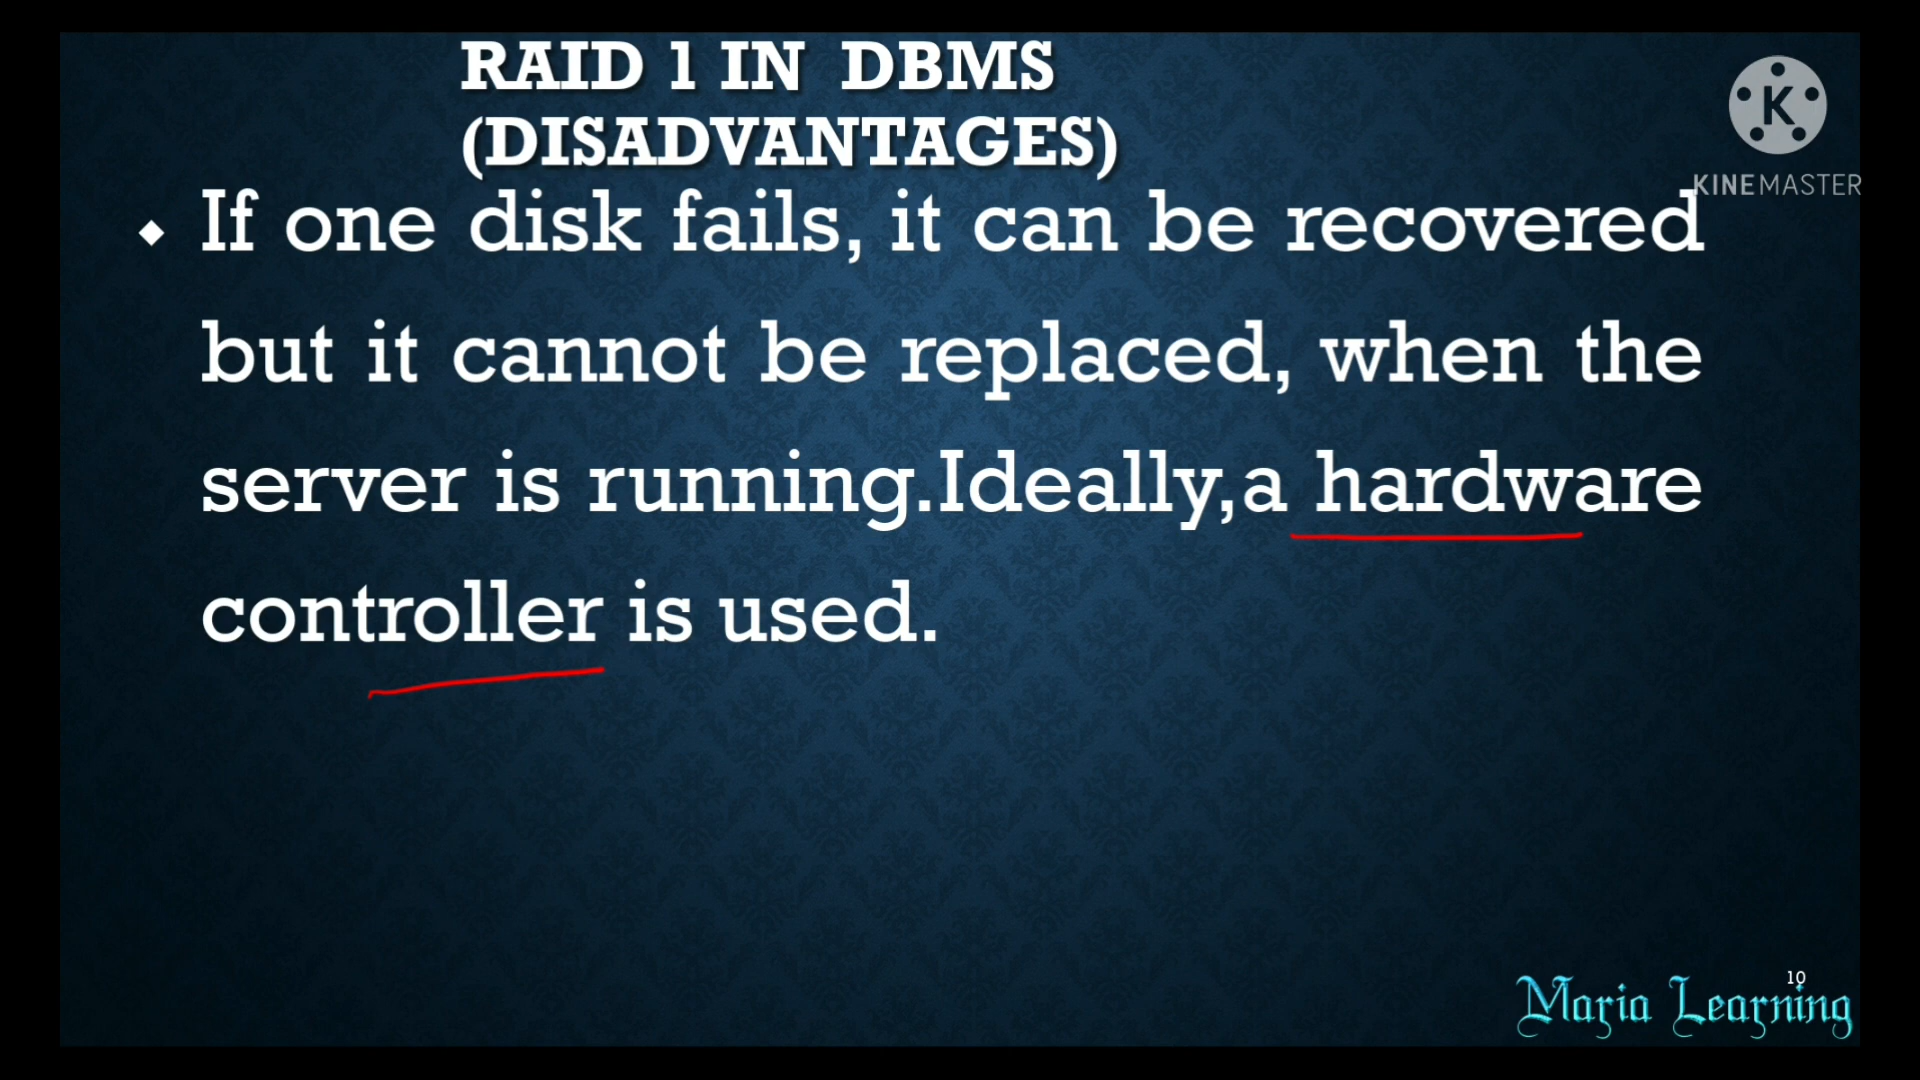 RAID 1 IN DBMS
(DISADVANTAGES)
K
KINEMASTER
If one disk fails, it can be recovered
but it cannot be replaced, when the
server is running.Ideally,a hardware
controller is used.
10
Maria Learning